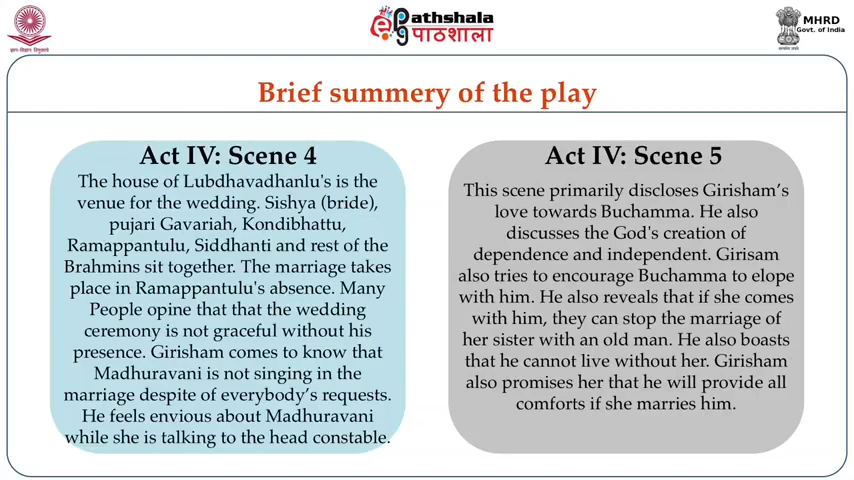 Pathshala
पाठशाला
MHRD
Govt. of India
Brief summery of the play
Act IV: Scene 4
The house of Lubdhavadhanlu's is the
venue for the wedding. Sishya (bride),
pujari Gavariah, Kondibhattu,
Ramappantulu, Siddhanti and rest of the
Brahmins sit together. The marriage takes
place in Ramappantulu's absence. Many
People opine that that the wedding
ceremony is not graceful without his
presence. Girisham comes to know that
Madhuravani is not singing in the
marriage despite of everybody's requests.
He feels envious about Madhuravani
while she is talking to the head constable.
Act IV: Scene 5
This scene primarily discloses Girisham's
love towards Buchamma. He also
discusses the God's creation of
dependence and independent. Girisam
also tries to encourage Buchamma to elope
with him. He also reveals that if she comes
with him, they can stop the marriage of
her sister with an old man. He also boasts
that he cannot live without her. Girisham
also promises her that he will provide all
comforts if she marries him.